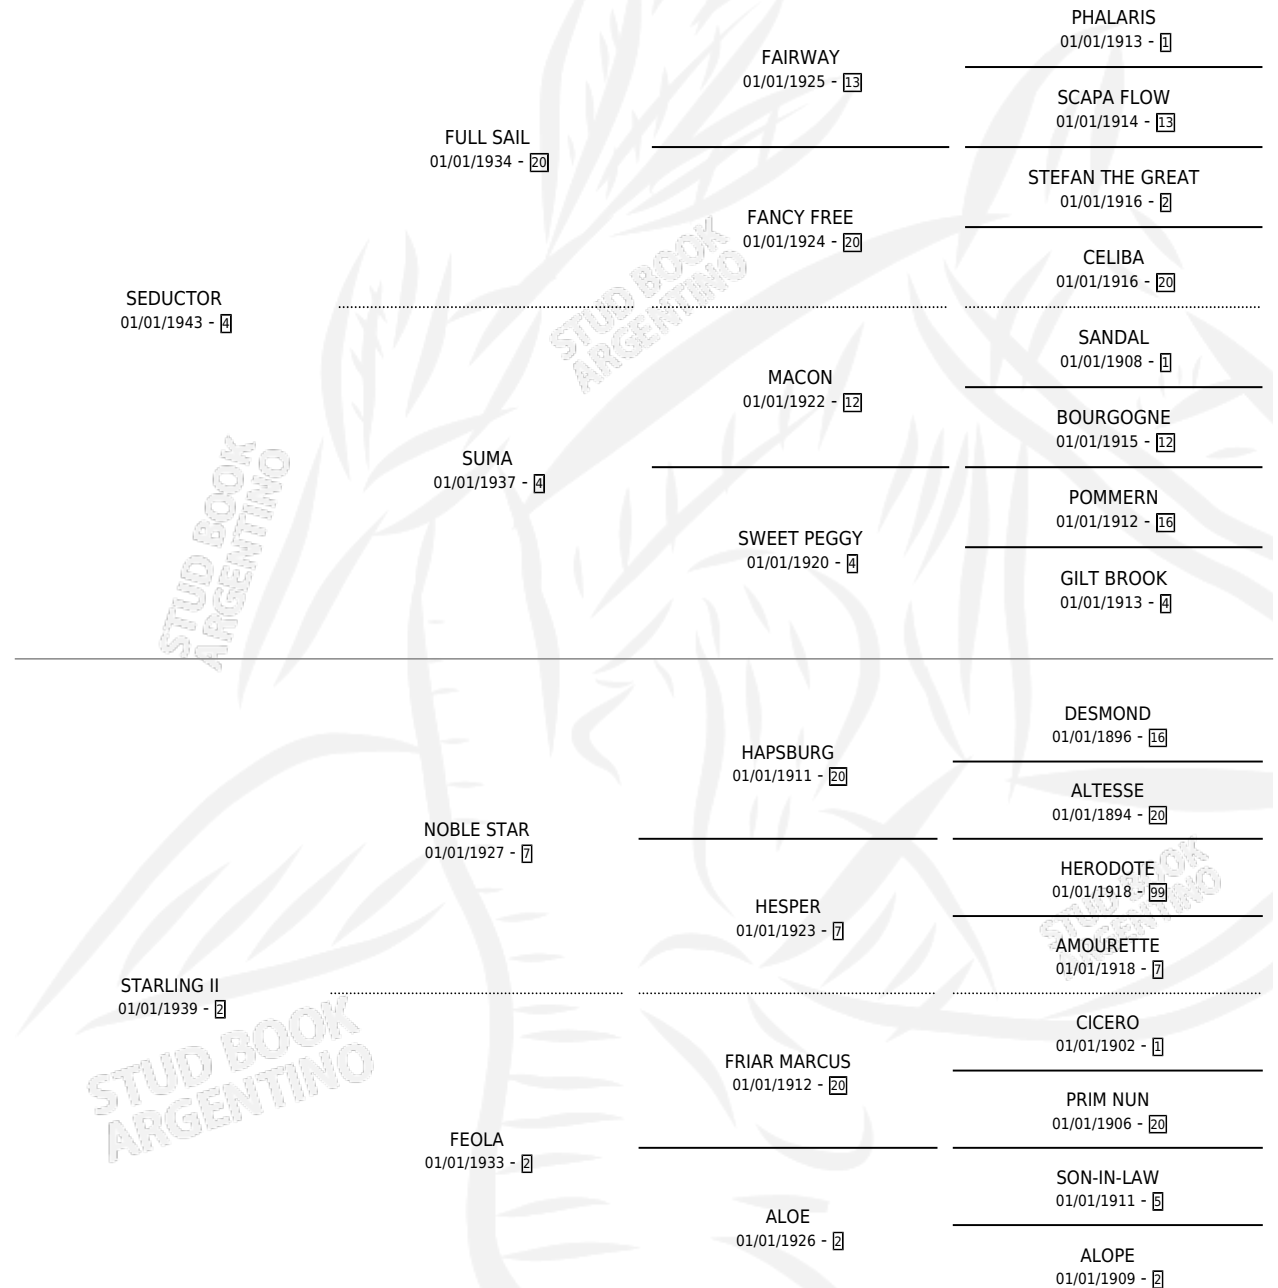 PHALARIS
01/01/1913 - 1
FAIRWAY
01/01/1925 - 13
SCAPA FLOW
01/01/1914 - 13
FULL SAIL
01/01/1934 - 20
STEFAN THE GREAT
01/01/1916 - 2
FANCY FREE
01/01/1924 - 20
CELIBA
01/01/1916 - 20
SEDUCTOR
01/01/1943 - 4
SANDAL
01/01/1908 - 1
MACON
01/01/1922 - 12
BOURGOGNE
01/01/1915 - 12
SUMA
01/01/1937 - 4
POMMERN
01/01/1912 - 16
SWEET PEGGY
01/01/1920 - 4
GILT BROOK
01/01/1913 - 4
DESMOND
01/01/1896 - 16
HAPSBURG
01/01/1911 - 20
ALTESSE
01/01/1894 - 20
NOBLE STAR
01/01/1927 - 7
HERODOTE
01/01/1918 - 99
HESPER
01/01/1923 - 7
AMOURETTE
01/01/1918 - 7
STARLING II
01/01/1939 - 2
CICERO
01/01/1902 - 1
FRIAR MARCUS
01/01/1912 - 20
PRIM NUN
01/01/1906 - 20
FEOLA
01/01/1933 - 2
SON-IN-LAW
01/01/1911 - 5
ALOE
01/01/1926 - 2
ALOPE
01/01/1909 - 2
STUD BOOK
ARGENTINO
STUD BOOK
ARGENTINO
STUD BOOK
ARGENTINO
STUD BOOK
ARGENTINO